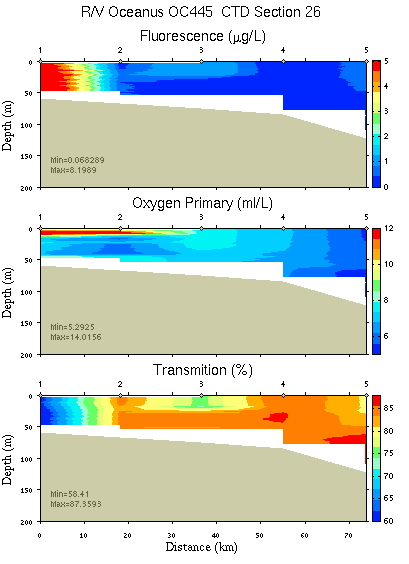 R/V Oceanus OC445 CTD Section 26
Fluorescence (μg/L)
1 2 3 4 5
0
50
100
150
200
Depth (m)
Min=0.068289
Max=8.1989
5
4
3
2
1
0
Oxygen Primary (ml/L)
1 2 3 4 5
0
50
100
150
200
Depth (m)
Min=5.2925
Max=14.0156
12
10
8
6
Transmition (%)
1 2 3 4 5
0
50
100
150
200
Depth (m)
Min=58.41
Max=87.3593
85
80
75
70
65
60
0 10 20 30 40 50 60 70
Distance (km)